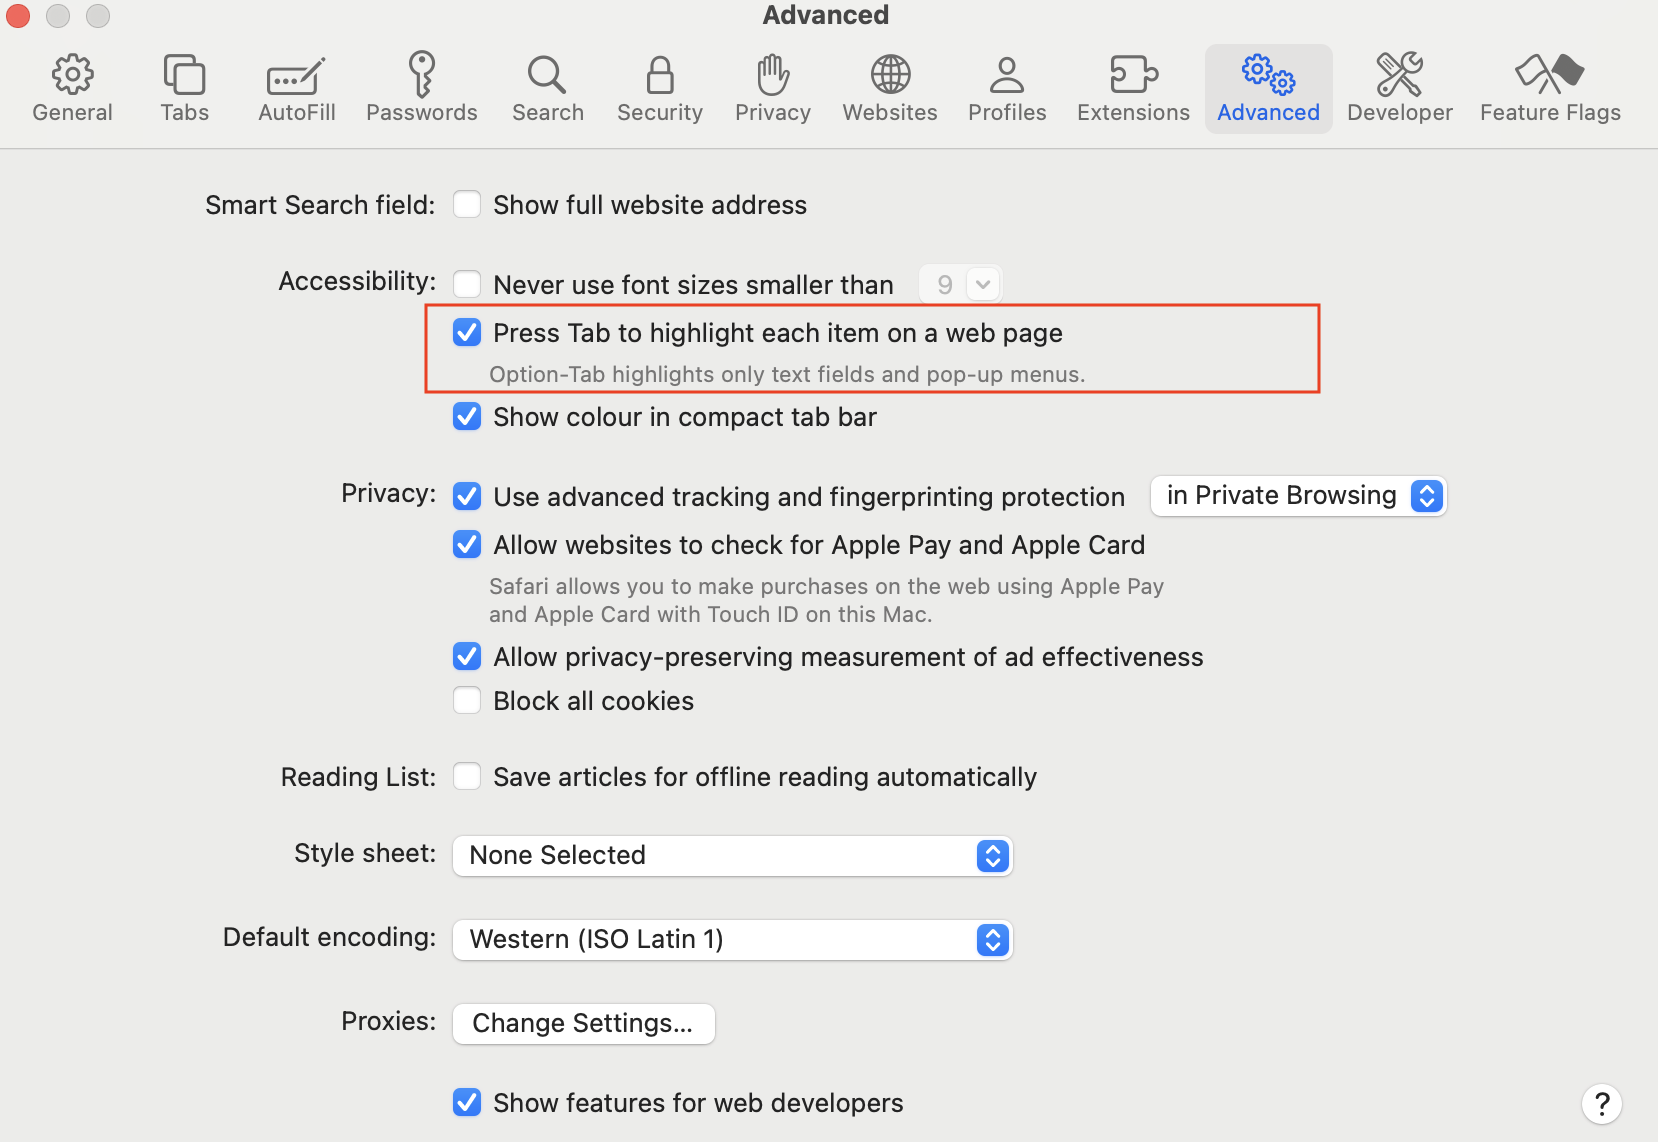 Advanced
General Tabs AutoFill Passwords Search Security Privacy Websites Profiles Extensions Advanced Developer Feature Flags
Smart Search field: Show full website address
Accessibility: Never use font sizes smaller than 9
Press Tab to highlight each item on a web page
Option-Tab highlights only text fields and pop-up menus.
Show colour in compact tab bar
Privacy: Use advanced tracking and fingerprinting protection in Private Browsing
Allow websites to check for Apple Pay and Apple Card
Safari allows you to make purchases on the web using Apple Pay
and Apple Card with Touch ID on this Mac.
Allow privacy-preserving measurement of ad effectiveness
Block all cookies
Reading List: Save articles for offline reading automatically
Style sheet: None Selected
Default encoding: Western (ISO Latin 1)
Proxies: Change Settings...
Show features for web developers
?